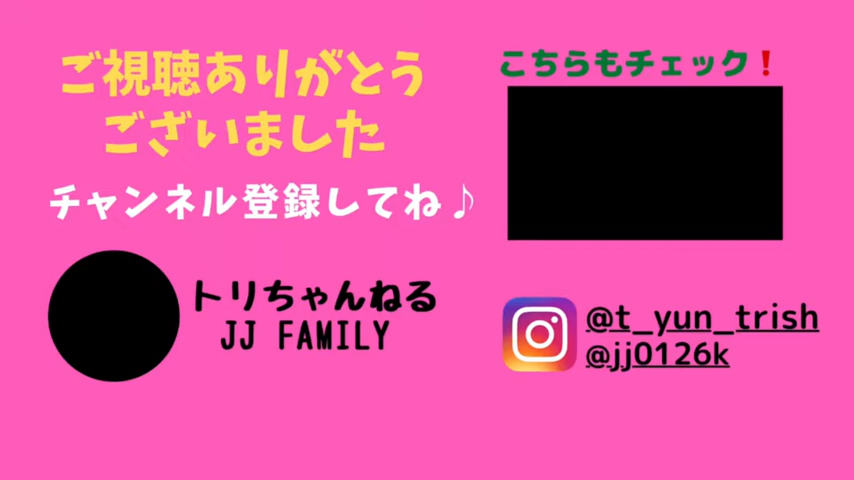 ご視聴ありがとう
ございました
チャンネル登録してね♪
トリちゃんねる
JJ FAMILY
こちらもチェック❗
@t_yun_trish
@jj0126k